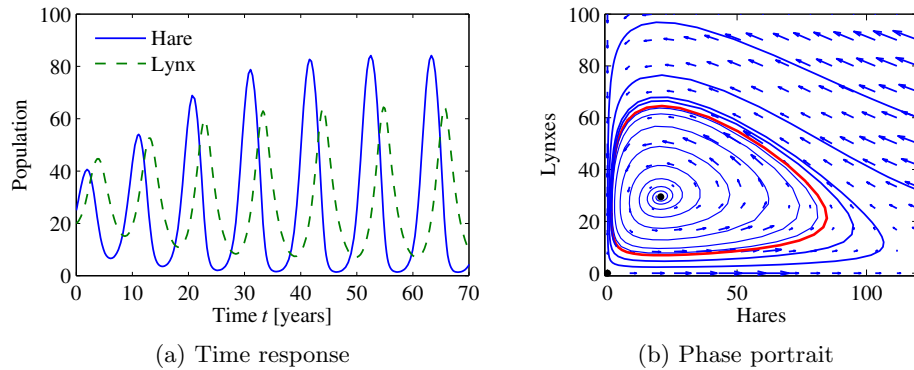 100
80
60
40
20
0
Population
0 10 20 30 40 50 60 70
Time t [years]
Hare
Lynx
(a) Time response
100
80
60
40
20
0
Lynxes
0 50 100
Hares
(b) Phase portrait